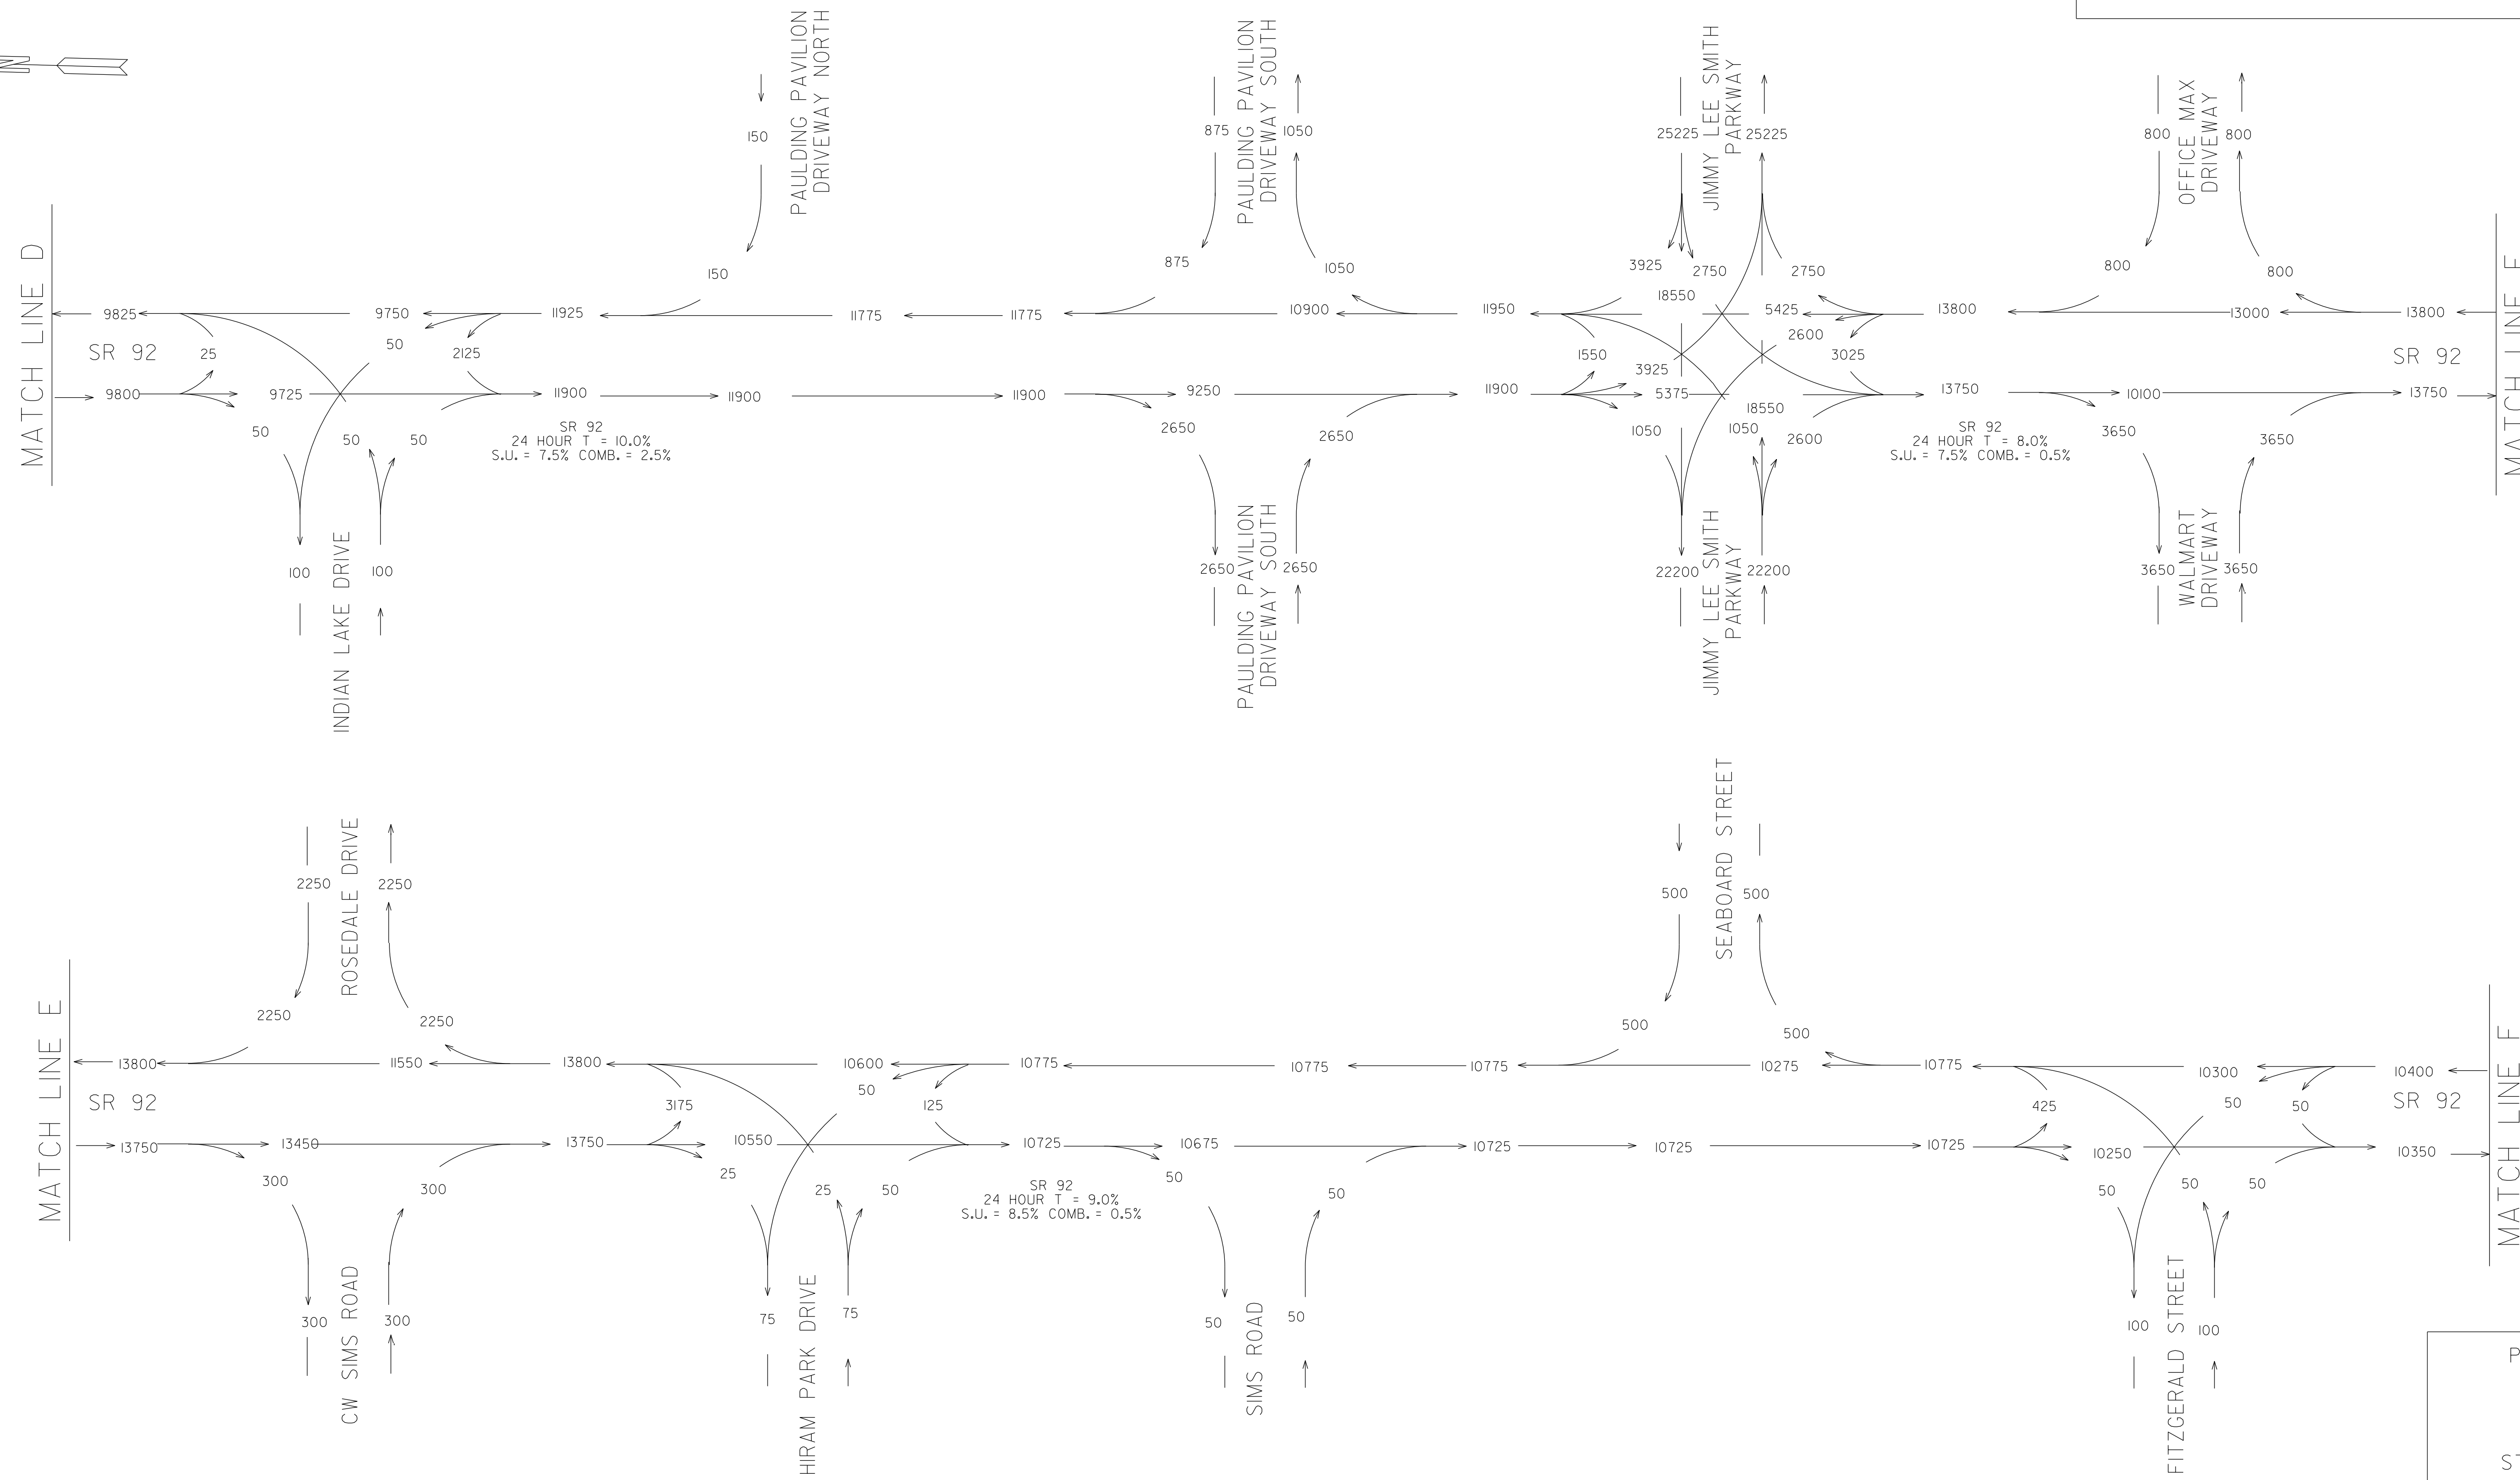 N
PAULDING PAVILION
DRIVEWAY NORTH
150
150
PAULDING PAVILION
DRIVEWAY SOUTH
875
1050
875
1050
JIMMY LEE SMITH
PARKWAY
25225
25225
3925
2750
2750
18550
OFFICE MAX
DRIVEWAY
800
800
800
800
MATCH LINE D
9825
9750
11925
11775
11775
10900
11950
5425
13800
13000
13800
SR 92
25
50
2125
1550
3925
2600
3025
SR 92
MATCH LINE E
9800
9725
11900
11900
11900
9250
11900
5375
13750
10100
13750
50
50
50
SR 92
24 HOUR T = 10.0%
S.U. = 7.5% COMB. = 2.5%
2650
2650
1050
18550
1050
2600
SR 92
24 HOUR T = 8.0%
S.U. = 7.5% COMB. = 0.5%
3650
3650
100
100
INDIAN LAKE DRIVE
2650
2650
PAULDING PAVILION
DRIVEWAY SOUTH
22200
22200
JIMMY LEE SMITH
PARKWAY
3650
3650
WALMART
DRIVEWAY
ROSEDALE DRIVE
2250
2250
2250
2250
SEABOARD STREET
500
500
500
500
MATCH LINE E
13800
11550
13800
10600
10775
10775
10775
10275
10775
10300
10400
SR 92
3175
50
125
425
50
50
SR 92
MATCH LINE F
13750
13450
13750
10550
10725
10675
10725
10725
10725
10250
10350
300
300
25
25
50
SR 92
24 HOUR T = 9.0%
S.U. = 8.5% COMB. = 0.5%
50
50
50
50
50
300
300
CW SIMS ROAD
75
75
HIRAM PARK DRIVE
50
50
SIMS ROAD
100
100
FITZGERALD STREET
P
ST